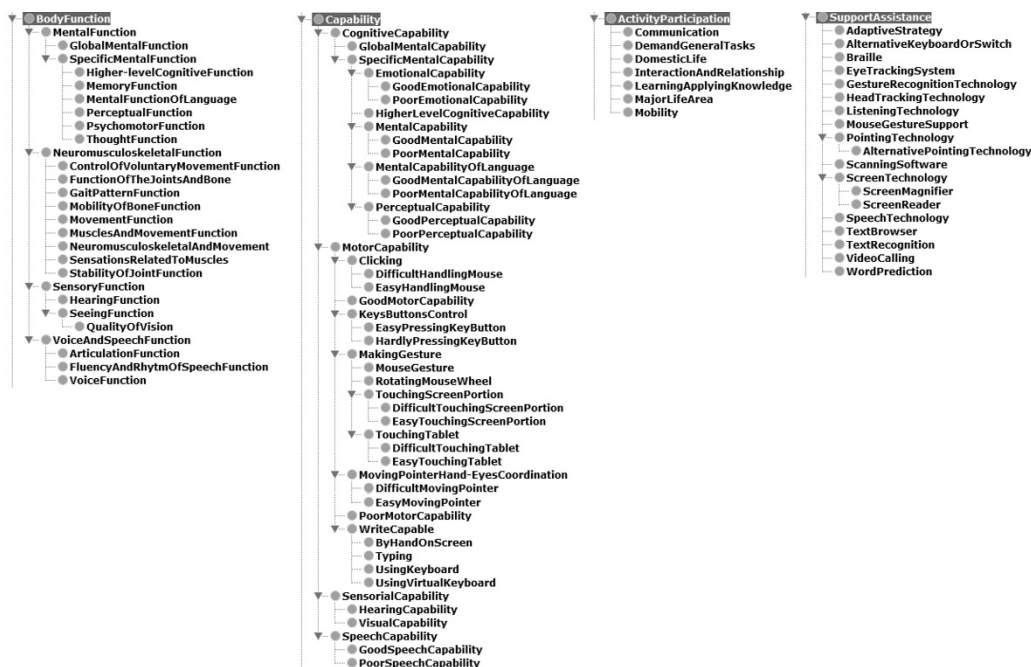 BodyFunction
MentalFunction
GlobalMentalFunction
SpecificMentalFunction
Higher-levelCognitiveFunction
MemoryFunction
MentalFunctionOfLanguage
PerceptualFunction
PsychomotorFunction
ThoughtFunction
NeuromusculoskeletalFunction
ControlOfVoluntaryMovementFunction
FunctionOfTheJointsAndBone
GaitPatternFunction
MobilityOfBoneFunction
MovementFunction
MusclesAndMovementFunction
NeuromusculoskeletalAndMovement
SensationsRelatedToMuscles
StabilityOfJointFunction
SensoryFunction
HearingFunction
SeeingFunction
QualityOfVision
VoiceAndSpeechFunction
ArticulationFunction
FluencyAndRhytmOfSpeechFunction
VoiceFunction
Capability
CognitiveCapability
GlobalMentalCapability
SpecificMentalCapability
EmotionalCapability
GoodEmotionalCapability
PoorEmotionalCapability
HigherLevelCognitiveCapability
MentalCapability
GoodMentalCapability
PoorMentalCapability
MentalCapabilityOfLanguage
GoodMentalCapabilityOfLanguage
PoorMentalCapabilityOfLanguage
PerceptualCapability
GoodPerceptualCapability
PoorPerceptualCapability
MotorCapability
Clicking
DifficultHandlingMouse
EasyHandlingMouse
GoodMotorCapability
KeysButtonsControl
EasyPressingKeyButton
HardlyPressingKeyButton
MakingGesture
MouseGesture
RotatingMouseWheel
TouchingScreenPortion
DifficultTouchingScreenPortion
EasyTouchingScreenPortion
TouchingTablet
DifficultTouchingTablet
EasyTouchingTablet
MovingPointerHand-EyesCoordination
DifficultMovingPointer
EasyMovingPointer
PoorMotorCapability
WriteCapable
ByHandOnScreen
Typing
UsingKeyboard
UsingVirtualKeyboard
SensorialCapability
HearingCapability
VisualCapability
SpeechCapability
GoodSpeechCapability
PoorSpeechCapability
ActivityParticipation
Communication
DemandGeneralTasks
DomesticLife
InteractionAndRelationship
LearningApplyingKnowledge
MajorLifeArea
Mobility
SupportAssistance
AdaptiveStrategy
AlternativeKeyboardOrSwitch
Braille
EyeTrackingSystem
GestureRecognitionTechnology
HeadTrackingTechnology
ListeningTechnology
MouseGestureSupport
PointingTechnology
AlternativePointingTechnology
ScanningSoftware
ScreenTechnology
ScreenMagnifier
ScreenReader
SpeechTechnology
TextBrowser
TextRecognition
VideoCalling
WordPrediction